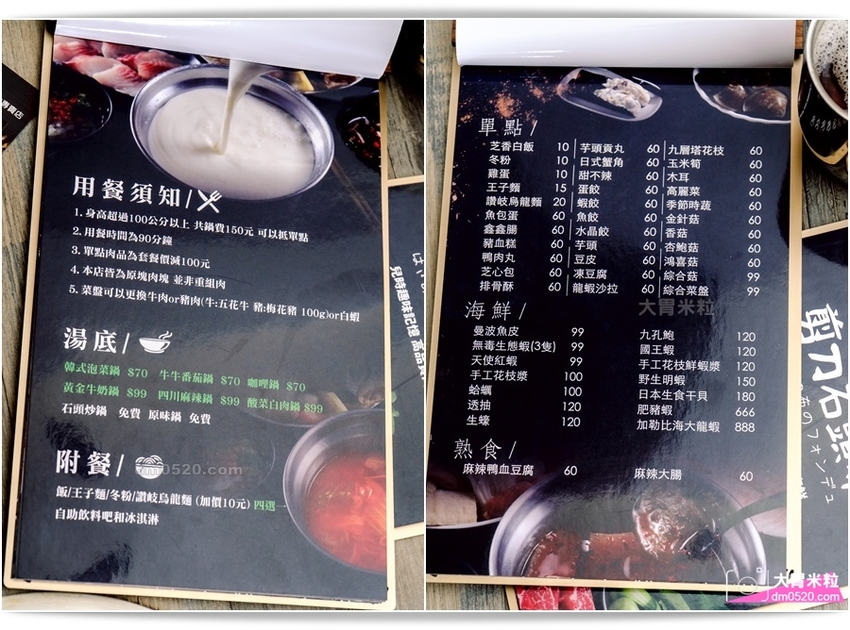 用餐須知/
1. 身高超過100公分以上 共鍋費150元 可以抵單點
2. 用餐時間為90分鐘
3. 單點肉品為套餐價減100元
4. 本店皆為原塊肉塊 並非重組肉
5. 菜盤可以更換牛肉or豬肉(牛:五花牛 豬:梅花豬 100g)or白蝦
湯底/
韓式泡菜鍋 $70 牛牛番茄鍋 $70 咖哩鍋 $70
黃金牛奶鍋 $99 四川麻辣鍋 $99 酸菜白肉鍋 $99
石頭炒鍋 免費 原味鍋 免費
附餐/
dm0520.com
飯/王子麵/冬粉/讚岐烏龍麵 (加價10元) 四選一
自助飲料吧和冰淇淋
兒時趣味記憶
單點/
芝香白飯 10 芋頭貢丸 60 九層塔花枝 60
冬粉 10 日式蟹角 60 玉米筍 60
雞蛋 10 甜不辣 60 木耳 60
王子麵 15 蛋餃 60 高麗菜 60
讚岐烏龍麵 20 蝦餃 60 季節時蔬 60
魚包蛋 60 魚餃 60 金針菇 60
鑫鑫腸 60 水晶餃 60 香菇 60
豬血糕 60 芋頭 60 杏鮑菇 60
鴨肉丸 60 豆皮 60 鴻喜菇 60
芝心包 60 凍豆腐 60 綜合菇 99
排骨酥 60 龍蝦沙拉 60 綜合菜盤 99
大胃米粒
海鮮/
曼波魚皮 99 九孔鮑 120
無毒生態蝦(3隻) 99 國王蝦 120
天使紅蝦 99 手工花枝鮮蝦漿 120
手工花枝漿 100 野生明蝦 150
蛤蠣 100 日本生食干貝 180
透抽 120 肥豬蝦 666
生蠔 120 加勒比海大龍蝦 888
熟食/
麻辣鴨血豆腐 60 麻辣大腸 60
剪刀石頭
大胃米粒
dm0520.com